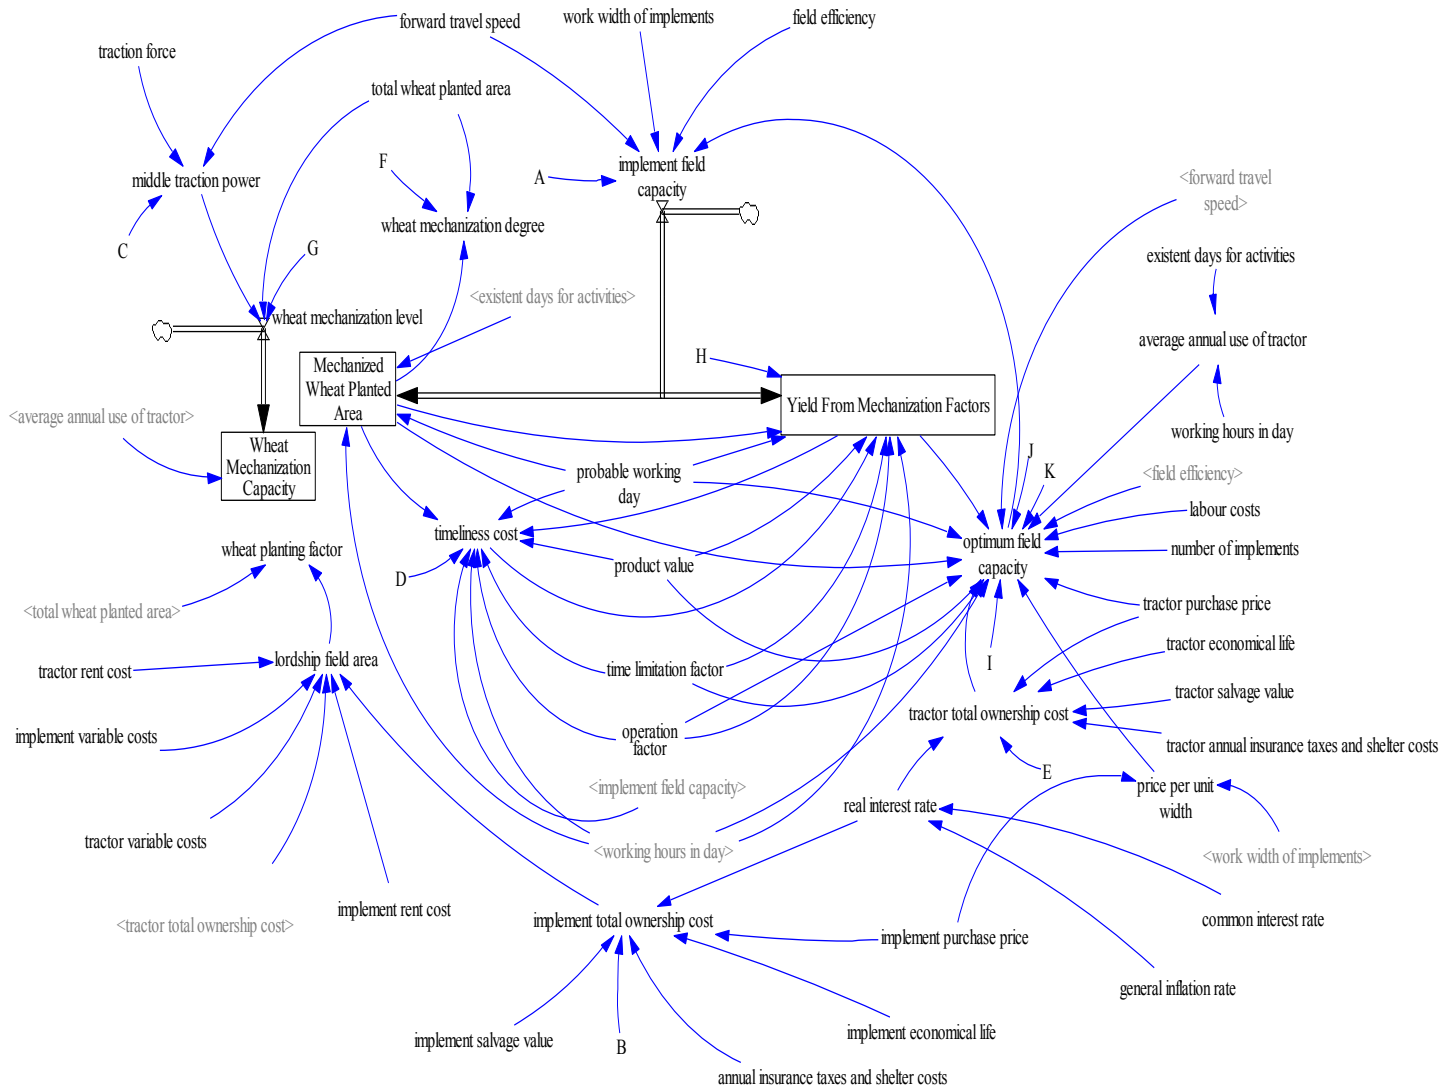 forward travel speed
work width of implements
field efficiency
traction force
total wheat planted area
F
implement field
capacity
A
middle traction power
<forward travel
speed>
wheat mechanization degree
C
G
existent days for activities
<existent days for activities>
wheat mechanization level
average annual use of tractor
H
Mechanized
Wheat Planted
Area
Yield From Mechanization Factors
<average annual use of tractor>
working hours in day
Wheat
Mechanization
Capacity
J
K
probable working
day
<field efficiency>
labour costs
timeliness cost
optimum field
capacity
wheat planting factor
number of implements
product value
D
<total wheat planted area>
tractor purchase price
tractor economical life
lordship field area
I
tractor rent cost
time limitation factor
tractor salvage value
tractor total ownership cost
implement variable costs
operation
factor
tractor annual insurance taxes and shelter costs
E
<implement field capacity>
price per unit
width
real interest rate
tractor variable costs
<working hours in day>
<work width of implements>
implement rent cost
<tractor total ownership cost>
implement total ownership cost
common interest rate
implement purchase price
general inflation rate
implement salvage value
B
implement economical life
annual insurance taxes and shelter costs